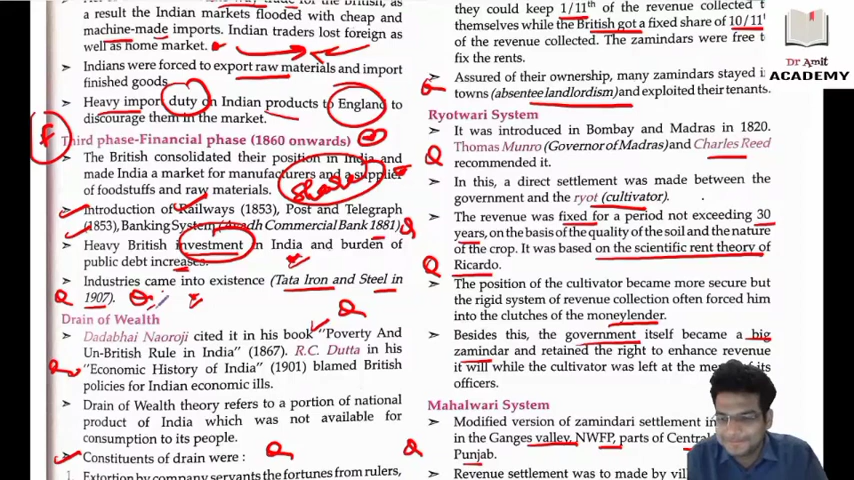 a result the Indian markets flooded with cheap and
machine-made imports. Indian traders lost foreign as
well as home market.
➢ Indians were forced to export raw materials and import
finished goods
➢ Heavy import duty on Indian products to England to
discourage them in the market.
F
Third phase-Financial phase (1860 onwards)
➢ The British consolidated their position in India and
made India a market for manufacturers and a supplier
of foodstuffs and raw materials.
➢ Introduction of Railways (1853), Post and Telegraph
(1853), Banking System (Avadh Commercial Bank 1881)
➢ Heavy British investment in India and burden of
public debt increases.
➢ Industries came into existence (Tata Iron and Steel in
1907).
Drain of Wealth
➢ Dadabhai Naoroji cited it in his book "Poverty And
Un-British Rule in India" (1867). R.C. Dutta in his
"Economic History of India" (1901) blamed British
policies for Indian economic ills.
➢ Drain of Wealth theory refers to a portion of national
product of India which was not available for
consumption to its people.
➢ Constituents of drain were :
1. Extortion by company servants the fortunes from rulers,
they could keep 1/11th of the revenue collected
themselves while the British got a fixed share of 10/11
of the revenue collected. The zamindars were free
fix the rents.
➢ Assured of their ownership, many zamindars stayed
towns (absentee landlordism) and exploited their tenants.
Ryotwari System
➢ It was introduced in Bombay and Madras in 1820.
Thomas Munro (Governor of Madras) and Charles Reed
recommended it.
➢ In this, a direct settlement was made between the
government and the ryot (cultivator).
➢ The revenue was fixed for a period not exceeding 30
years, on the basis of the quality of the soil and the nature
of the crop. It was based on the scientific rent theory of
Ricardo.
➢ The position of the cultivator became more secure but
the rigid system of revenue collection often forced him
into the clutches of the moneylender.
➢ Besides this, the government itself became a big
zamindar and retained the right to enhance revenue
it will while the cultivator was left at the its
officers.
Mahalwari System
➢ Modified version of zamindari settlement
in the Ganges valley, NWFP, parts of
Punjab.
➢ Revenue settlement was to made by
Dr Amit
ACADEMY